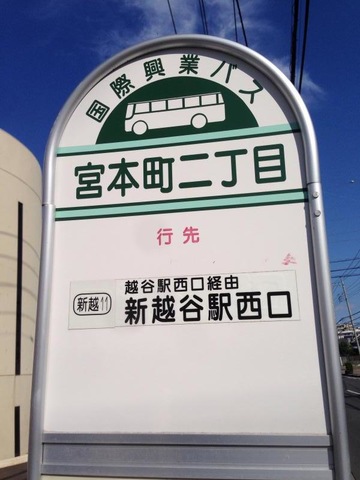 国際興業バス
宮本町二丁目
行先
新越11
越谷駅西口経由
新越谷駅西口